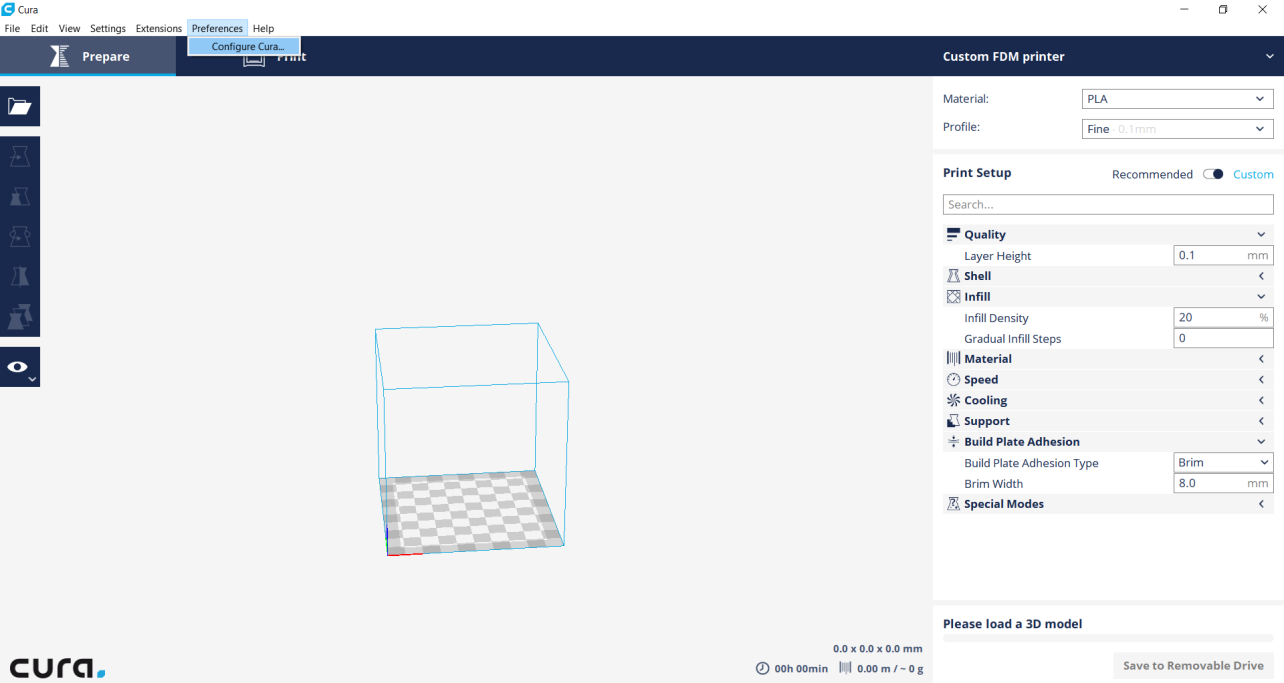 Cura
File Edit View Settings Extensions Preferences Help
Configure Cura...
Prepare
Print
Custom FDM printer
Material: PLA
Profile: Fine - 0.1mm
Print Setup Recommended Custom
Search...
Quality
Layer Height 0.1 mm
Shell
Infill
Infill Density 20 %
Gradual Infill Steps 0
Material
Speed
Cooling
Support
Build Plate Adhesion
Build Plate Adhesion Type Brim
Brim Width 8.0 mm
Special Modes
Please load a 3D model
0.0 x 0.0 x 0.0 mm
00h 00min 0.00 m / ~ 0 g
Save to Removable Drive
cura.